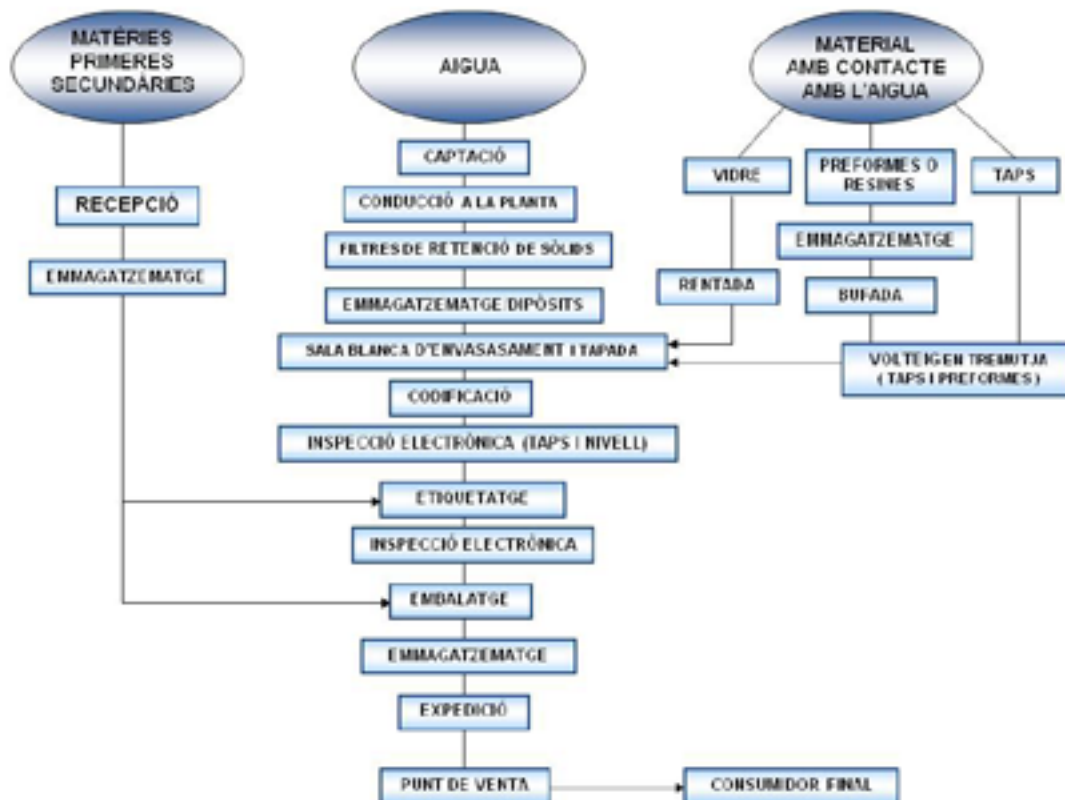 MATÈRIES
PRIMERES
SECUNDÀRIES
AIGUA
MATERIAL
AMB CONTACTE
AMB L'AIGUA
CAPTACIÓ
VIDRE
PREFORMES O
RESINES
TAPS
RECEPCIÓ
CONDUCCIÓ A LA PLANTA
FILTRES DE RETENCIÓ DE SÒLIDS
EMMAGATZEMATGE
EMMAGATZEMATGE
RENTADA
EMMAGATZEMATGE DIPÒSITS
BUFADA
SALA BLANCA D'ENVASASAMENT I TAPADA
VOLTEIG EN TREMUTJA
( TAPS I PREFORMES )
CODIFICACIÓ
INSPECCIÓ ELECTRÒNICA (TAPS I NIVELL)
ETIQUETATGE
INSPECCIÓ ELECTRÒNICA
EMBALATGE
EMMAGATZEMATGE
EXPEDICIÓ
PUNT DE VENTA
CONSUMIDOR FINAL